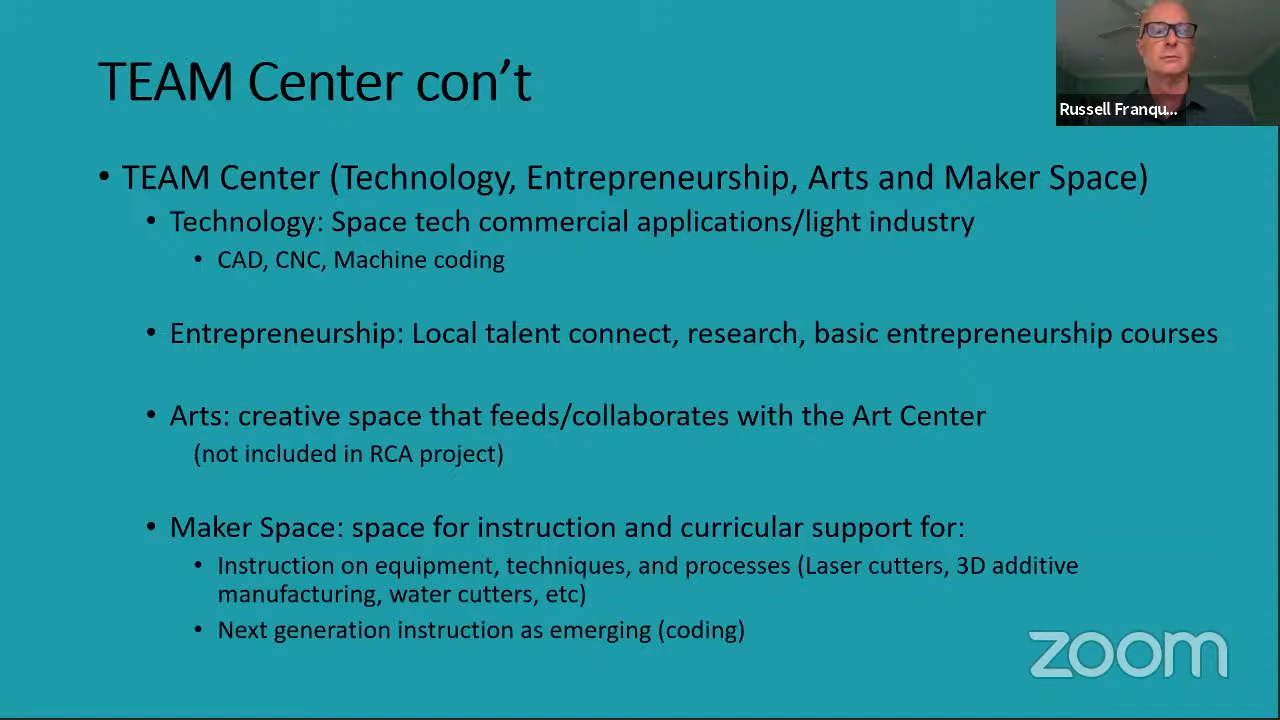 TEAM Center con't
Russell Franqu...
• TEAM Center (Technology, Entrepreneurship, Arts and Maker Space)
• Technology: Space tech commercial applications/light industry
• CAD, CNC, Machine coding
• Entrepreneurship: Local talent connect, research, basic entrepreneurship courses
• Arts: creative space that feeds/collaborates with the Art Center
(not included in RCA project)
• Maker Space: space for instruction and curricular support for:
• Instruction on equipment, techniques, and processes (Laser cutters, 3D additive
manufacturing, water cutters, etc)
• Next generation instruction as emerging (coding)
zoom